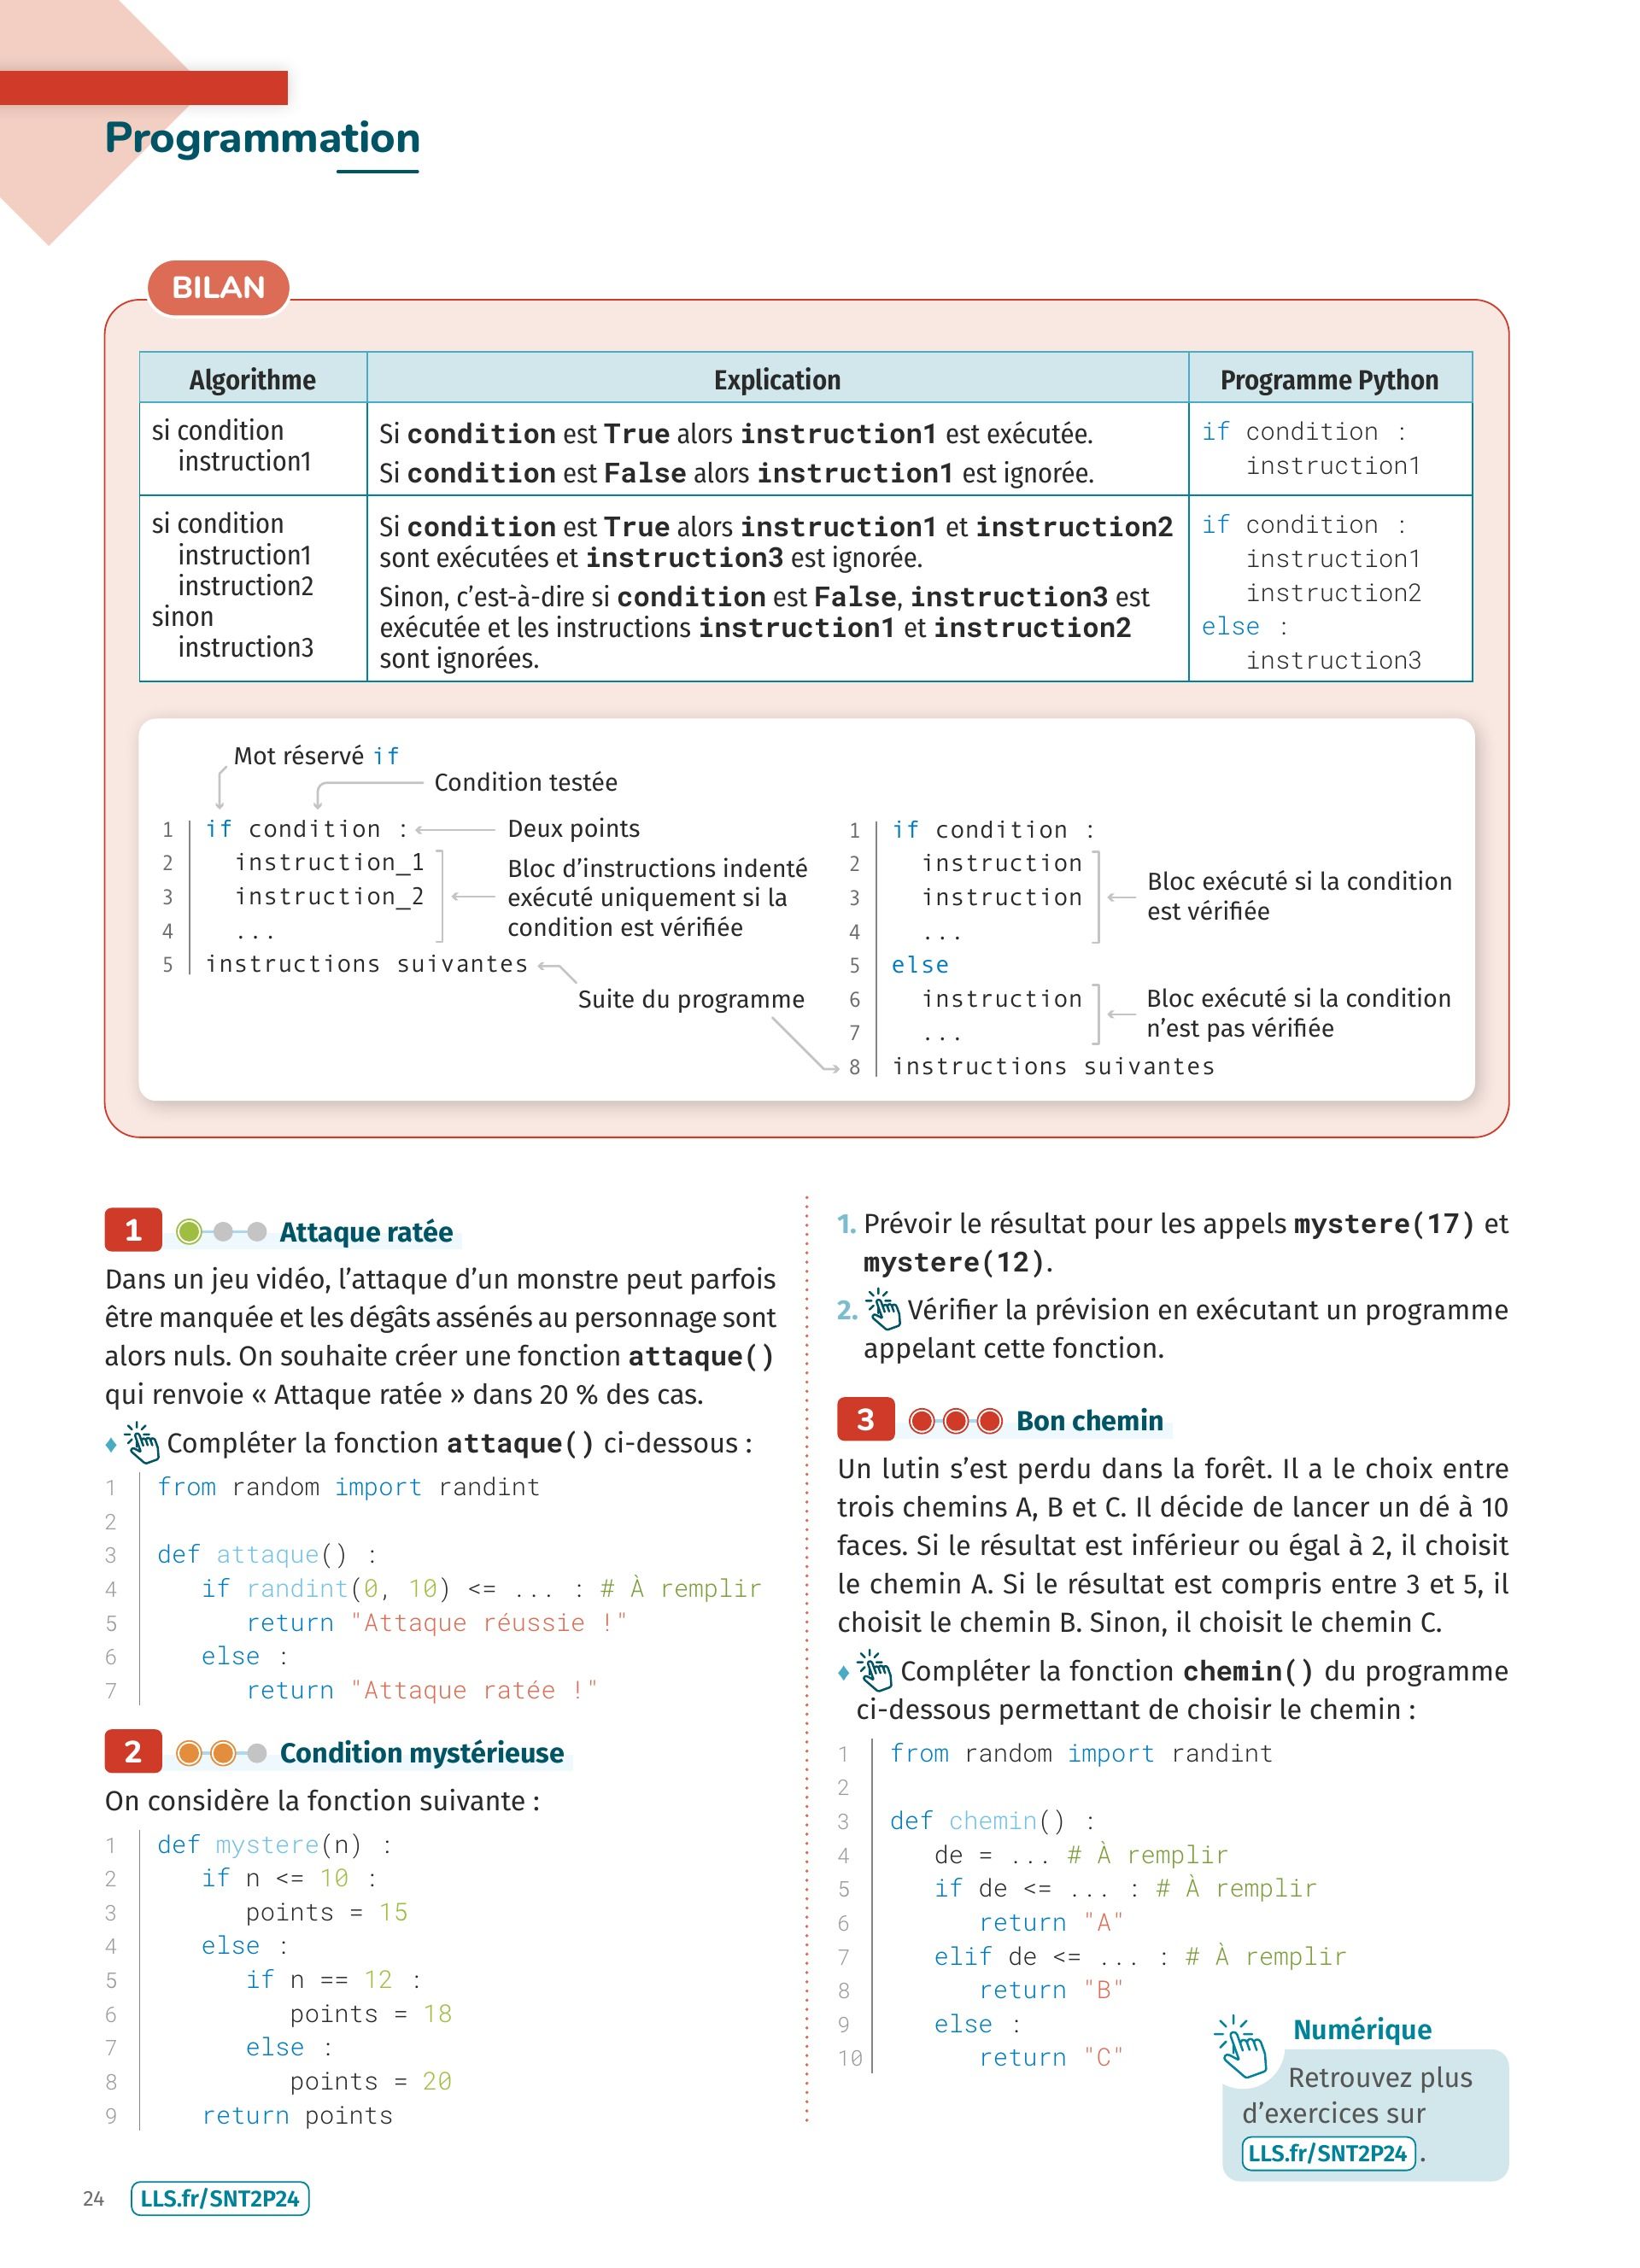 Programmation
BILAN
Algorithme Explication Programme Python
si condition
instruction1
Si condition est True alors instruction1 est exécutée.
Si condition est False alors instruction1 est ignorée.
if condition :
instruction1
si condition
instruction1
instruction2
sinon
instruction3
Si condition est True alors instruction1 et instruction2
sont exécutées et instruction3 est ignorée.
Sinon, c’est-à-dire si condition est False, instruction3 est
exécutée et les instructions instruction1 et instruction2
sont ignorées.
if condition :
instruction1
instruction2
else :
instruction3
Mot réservé if
Condition testée
1 if condition :
2 instruction_1
3 instruction_2
4 ...
5 instructions suivantes
Deux points
Bloc d’instructions indenté
exécuté uniquement si la
condition est vérifiée
Suite du programme
1 if condition :
2 instruction
3 instruction
4 ...
5 else
6 instruction
7 ...
8 instructions suivantes
Bloc exécuté si la condition
est vérifiée
Bloc exécuté si la condition
n’est pas vérifiée
1 Attaque ratée
Dans un jeu vidéo, l’attaque d’un monstre peut parfois
être manquée et les dégâts assénés au personnage sont
alors nuls. On souhaite créer une fonction attaque()
qui renvoie « Attaque ratée » dans 20 % des cas.
♦ Compléter la fonction attaque() ci-dessous :
1 from random import randint
2
3 def attaque() :
4 if randint(0, 10) <= ... : # À remplir
5 return "Attaque réussie !"
6 else :
7 return "Attaque ratée !"
2 Condition mystérieuse
On considère la fonction suivante :
1 def mystere(n) :
2 if n <= 10 :
3 points = 15
4 else :
5 if n == 12 :
6 points = 18
7 else :
8 points = 20
9 return points
1. Prévoir le résultat pour les appels mystere(17) et
mystere(12).
2. Vérifier la prévision en exécutant un programme
appelant cette fonction.
3 Bon chemin
Un lutin s’est perdu dans la forêt. Il a le choix entre
trois chemins A, B et C. Il décide de lancer un dé à 10
faces. Si le résultat est inférieur ou égal à 2, il choisit
le chemin A. Si le résultat est compris entre 3 et 5, il
choisit le chemin B. Sinon, il choisit le chemin C.
♦ Compléter la fonction chemin() du programme
ci-dessous permettant de choisir le chemin :
1 from random import randint
2
3 def chemin() :
4 de = ... # À remplir
5 if de <= ... : # À remplir
6 return "A"
7 elif de <= ... : # À remplir
8 return "B"
9 else :
10 return "C"
Numérique
Retrouvez plus
d’exercices sur
LLS.fr/SNT2P24 .
24 LLS.fr/SNT2P24